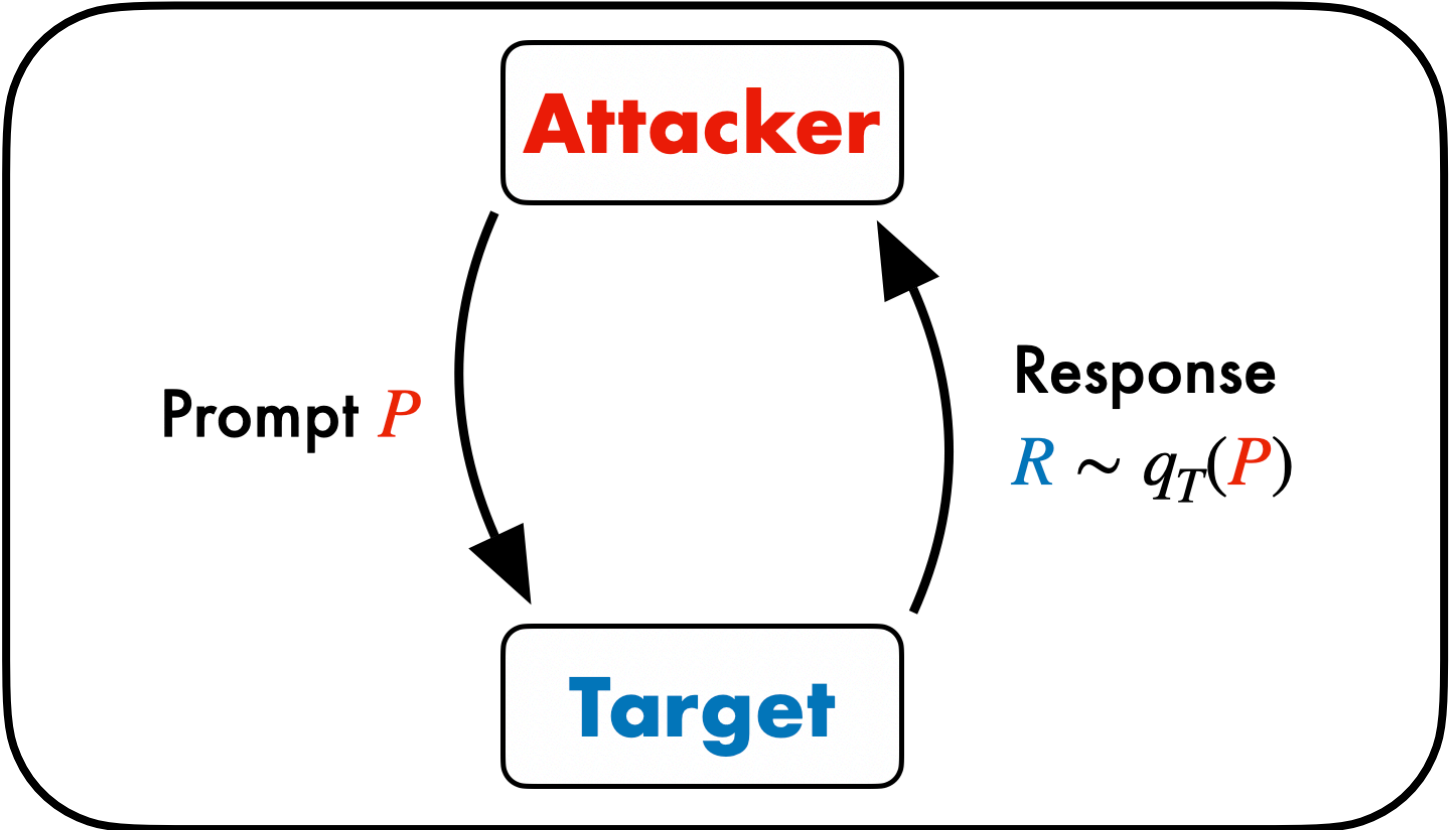 Attacker
Prompt P
Response
R ∼ q_T(P)
Target